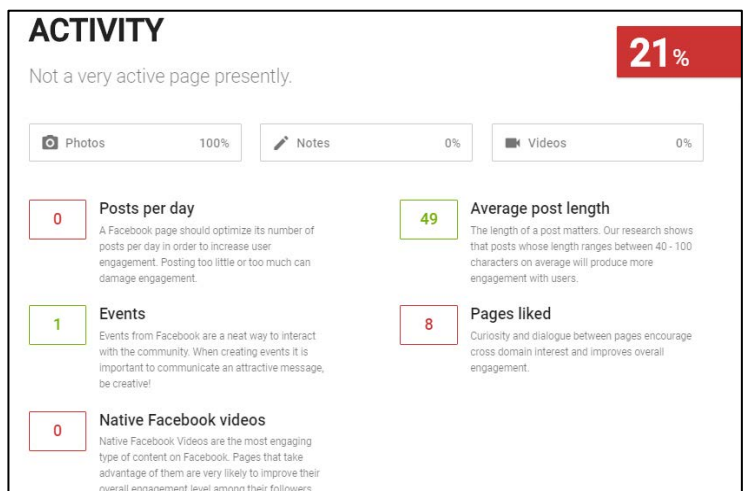 ACTIVITY
21%
Not a very active page presently.
Photos 100%
Notes 0%
Videos 0%
0
Posts per day
A Facebook page should optimize its number of
posts per day in order to increase user
engagement. Posting too little or too much can
damage engagement.
49
Average post length
The length of a post matters. Our research shows
that posts whose length ranges between 40 - 100
characters on average will produce more
engagement with users.
1
Events
Events from Facebook are a neat way to interact
with the community. When creating events it is
important to communicate an attractive message,
be creative!
8
Pages liked
Curiosity and dialogue between pages encourage
cross domain interest and improves overall
engagement.
0
Native Facebook videos
Native Facebook Videos are the most engaging
type of content on Facebook. Pages that take
advantage of them are very likely to improve their
overall engagement level among their followers